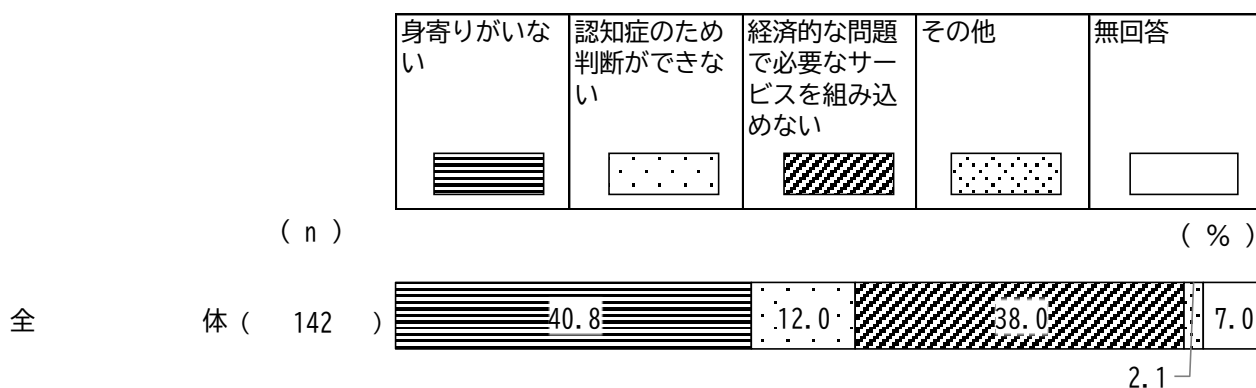 身寄りがいな
い
認知症のため
判断ができな
い
経済的な問題
で必要なサー
ビスを組み込
めない
その他
無回答
( n )
( % )
全 体 ( 142 ) 40.8 12.0 38.0 7.0
2.1